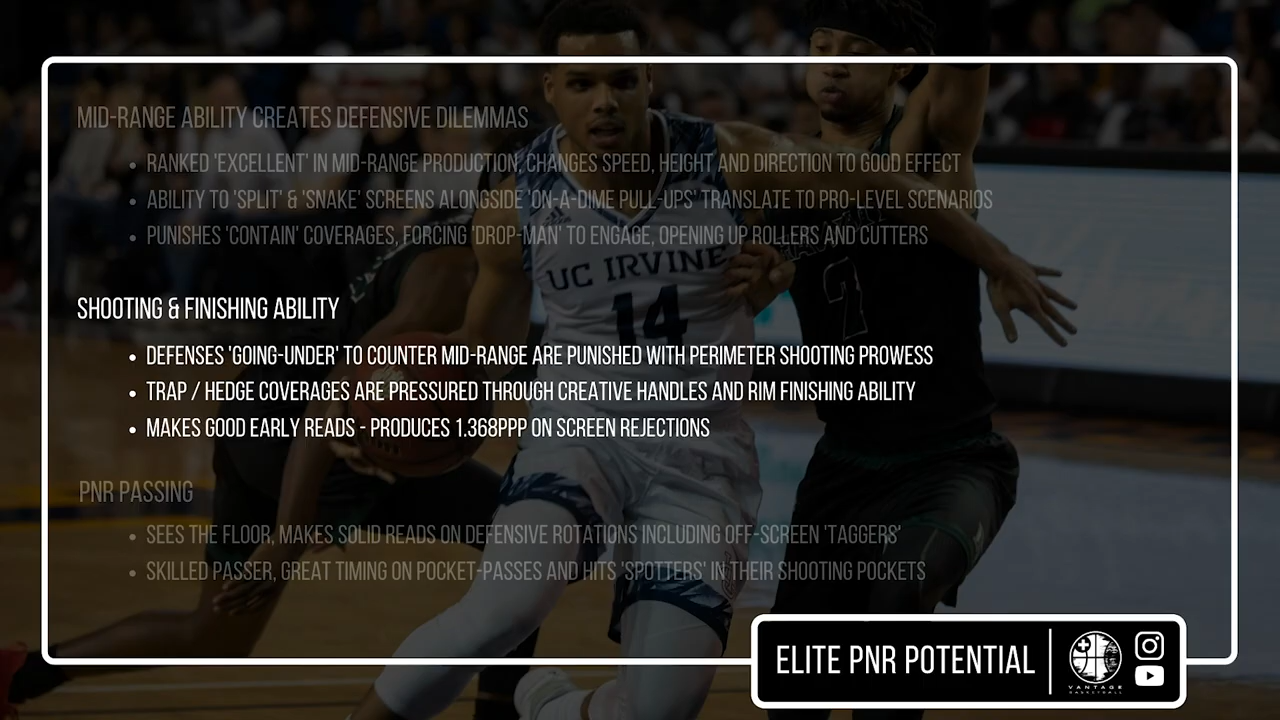 MID-RANGE ABILITY CREATES DEFENSIVE DILEMMAS
• RANKED 'EXCELLENT' IN MID-RANGE PRODUCTION, CHANGES SPEED, HEIGHT AND DIRECTION TO GOOD EFFECT
• ABILITY TO 'SPLIT' & 'SNAKE' SCREENS ALONGSIDE 'ON-A-DIME PULL-UPS' TRANSLATE TO PRO-LEVEL SCENARIOS
• PUNISHES 'CONTAIN' COVERAGES, FORCING 'DROP-MAN' TO ENGAGE, OPENING UP ROLLERS AND CUTTERS
UC IRVINE
14
2
SHOOTING & FINISHING ABILITY
• DEFENSES 'GOING-UNDER' TO COUNTER MID-RANGE ARE PUNISHED WITH PERIMETER SHOOTING PROWESS
• TRAP / HEDGE COVERAGES ARE PRESSURED THROUGH CREATIVE HANDLES AND RIM FINISHING ABILITY
• MAKES GOOD EARLY READS - PRODUCES 1.368PPP ON SCREEN REJECTIONS
PNR PASSING
• SEES THE FLOOR, MAKES SOLID READS ON DEFENSIVE ROTATIONS INCLUDING OFF-SCREEN 'TAGGERS'
• SKILLED PASSER, GREAT TIMING ON POCKET-PASSES AND HITS 'SPOTTERS' IN THEIR SHOOTING POCKETS
ELITE PNR POTENTIAL
VANTAGE
BASKETBALL